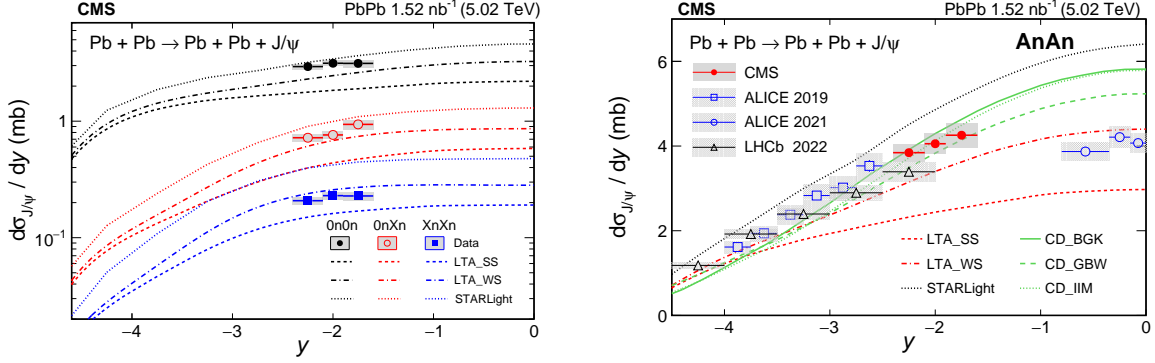 CMS
PbPb 1.52 nb⁻¹ (5.02 TeV)
Pb + Pb → Pb + Pb + J/ψ
dσ_J/ψ / dy (mb)
1
10⁻¹
0n0n 0nXn XnXn
Data
LTA_SS
LTA_WS
STARLight
−4 −3 −2 −1 0
y
CMS
PbPb 1.52 nb⁻¹ (5.02 TeV)
Pb + Pb → Pb + Pb + J/ψ
AnAn
CMS
ALICE 2019
ALICE 2021
LHCb 2022
dσ_J/ψ / dy (mb)
6
4
2
0
LTA_SS
LTA_WS
STARLight
CD_BGK
CD_GBW
CD_IIM
−4 −3 −2 −1 0
y